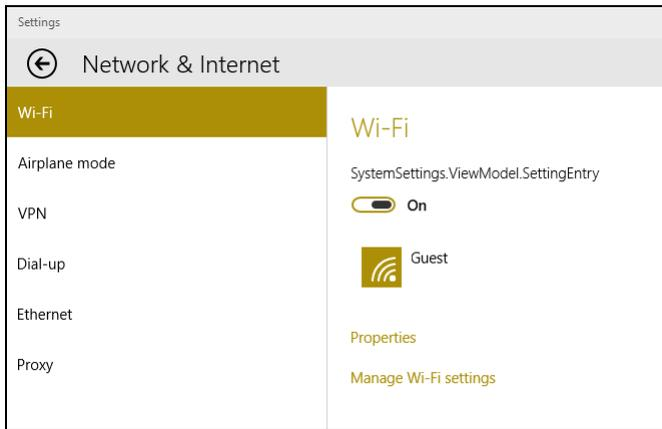 Settings
Network & Internet
Wi-Fi
Airplane mode
VPN
Dial-up
Ethernet
Proxy
Wi-Fi
SystemSettings.ViewModel.SettingEntry
On
Guest
Properties
Manage Wi-Fi settings